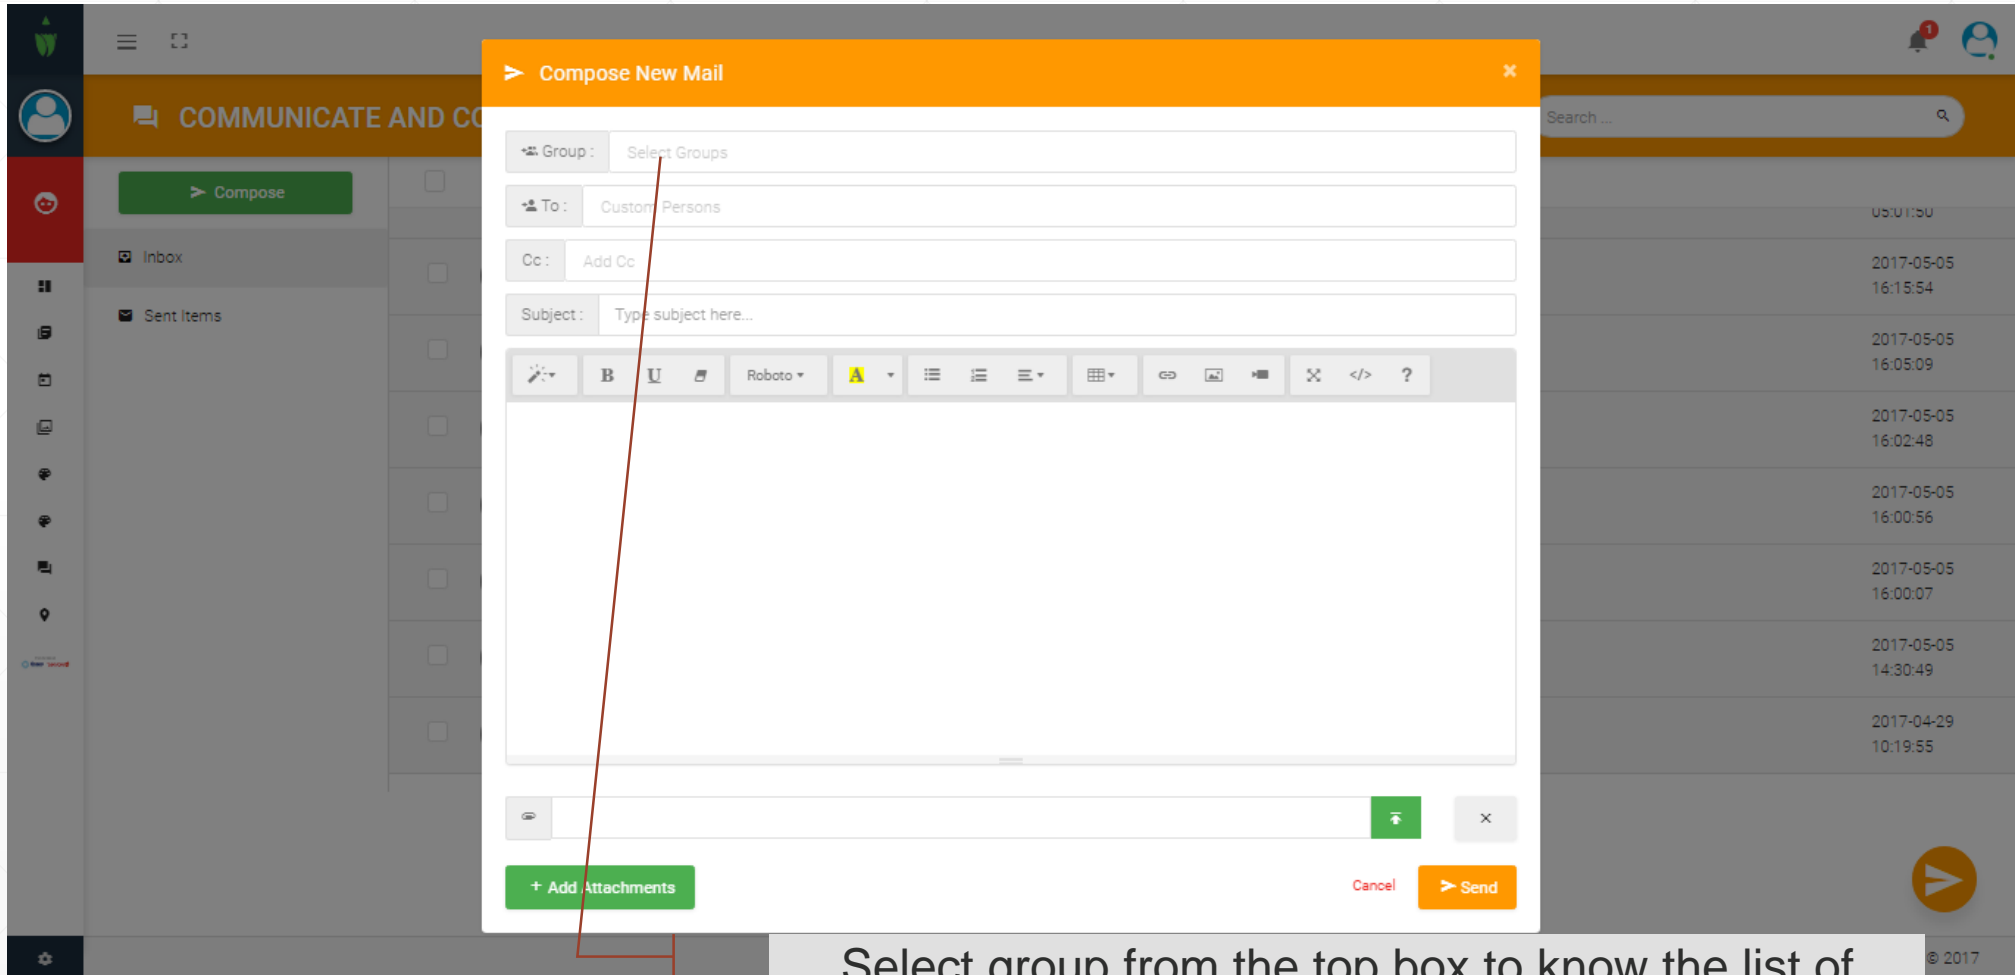 1
Compose New Mail
COMMUNICATE AND CO
Search ...
Group :
Select Groups
Compose
To :
Custom Persons
05:01:50
Inbox
Cc :
Add Cc
2017-05-05
16:15:54
Sent Items
Subject :
Type subject here...
2017-05-05
16:05:09
B U Roboto A </> ?
2017-05-05
16:02:48
2017-05-05
16:00:56
2017-05-05
16:00:07
2017-05-05
14:30:49
2017-04-29
10:19:55
+ Add Attachments
Cancel
Send
Select group from the top box to know the list of
© 2017